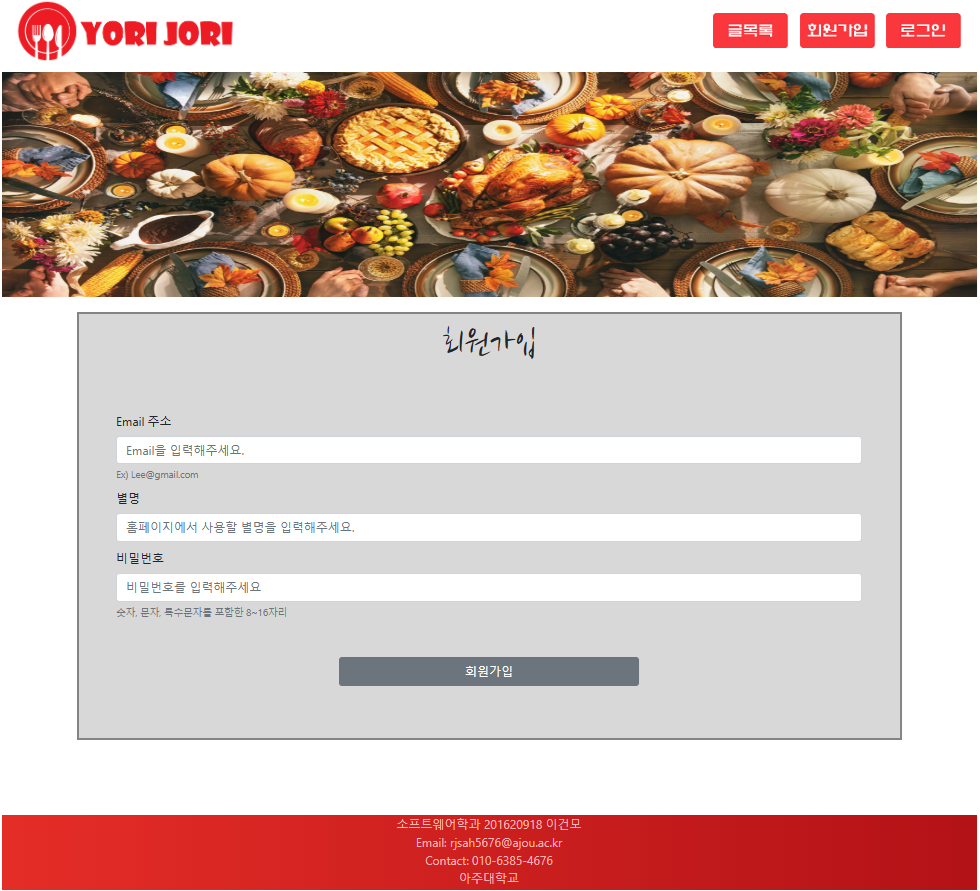 YORI JORI
글목록 회원가입 로그인
회원가입
Email 주소
Email을 입력해주세요.
Ex) Lee@gmail.com
별명
홈페이지에서 사용할 별명을 입력해주세요.
비밀번호
비밀번호를 입력해주세요
숫자, 문자, 특수문자를 포함한 8~16자리
회원가입
소프트웨어학과 201620918 이건모
Email: rjsah5676@ajou.ac.kr
Contact: 010-6385-4676
아주대학교